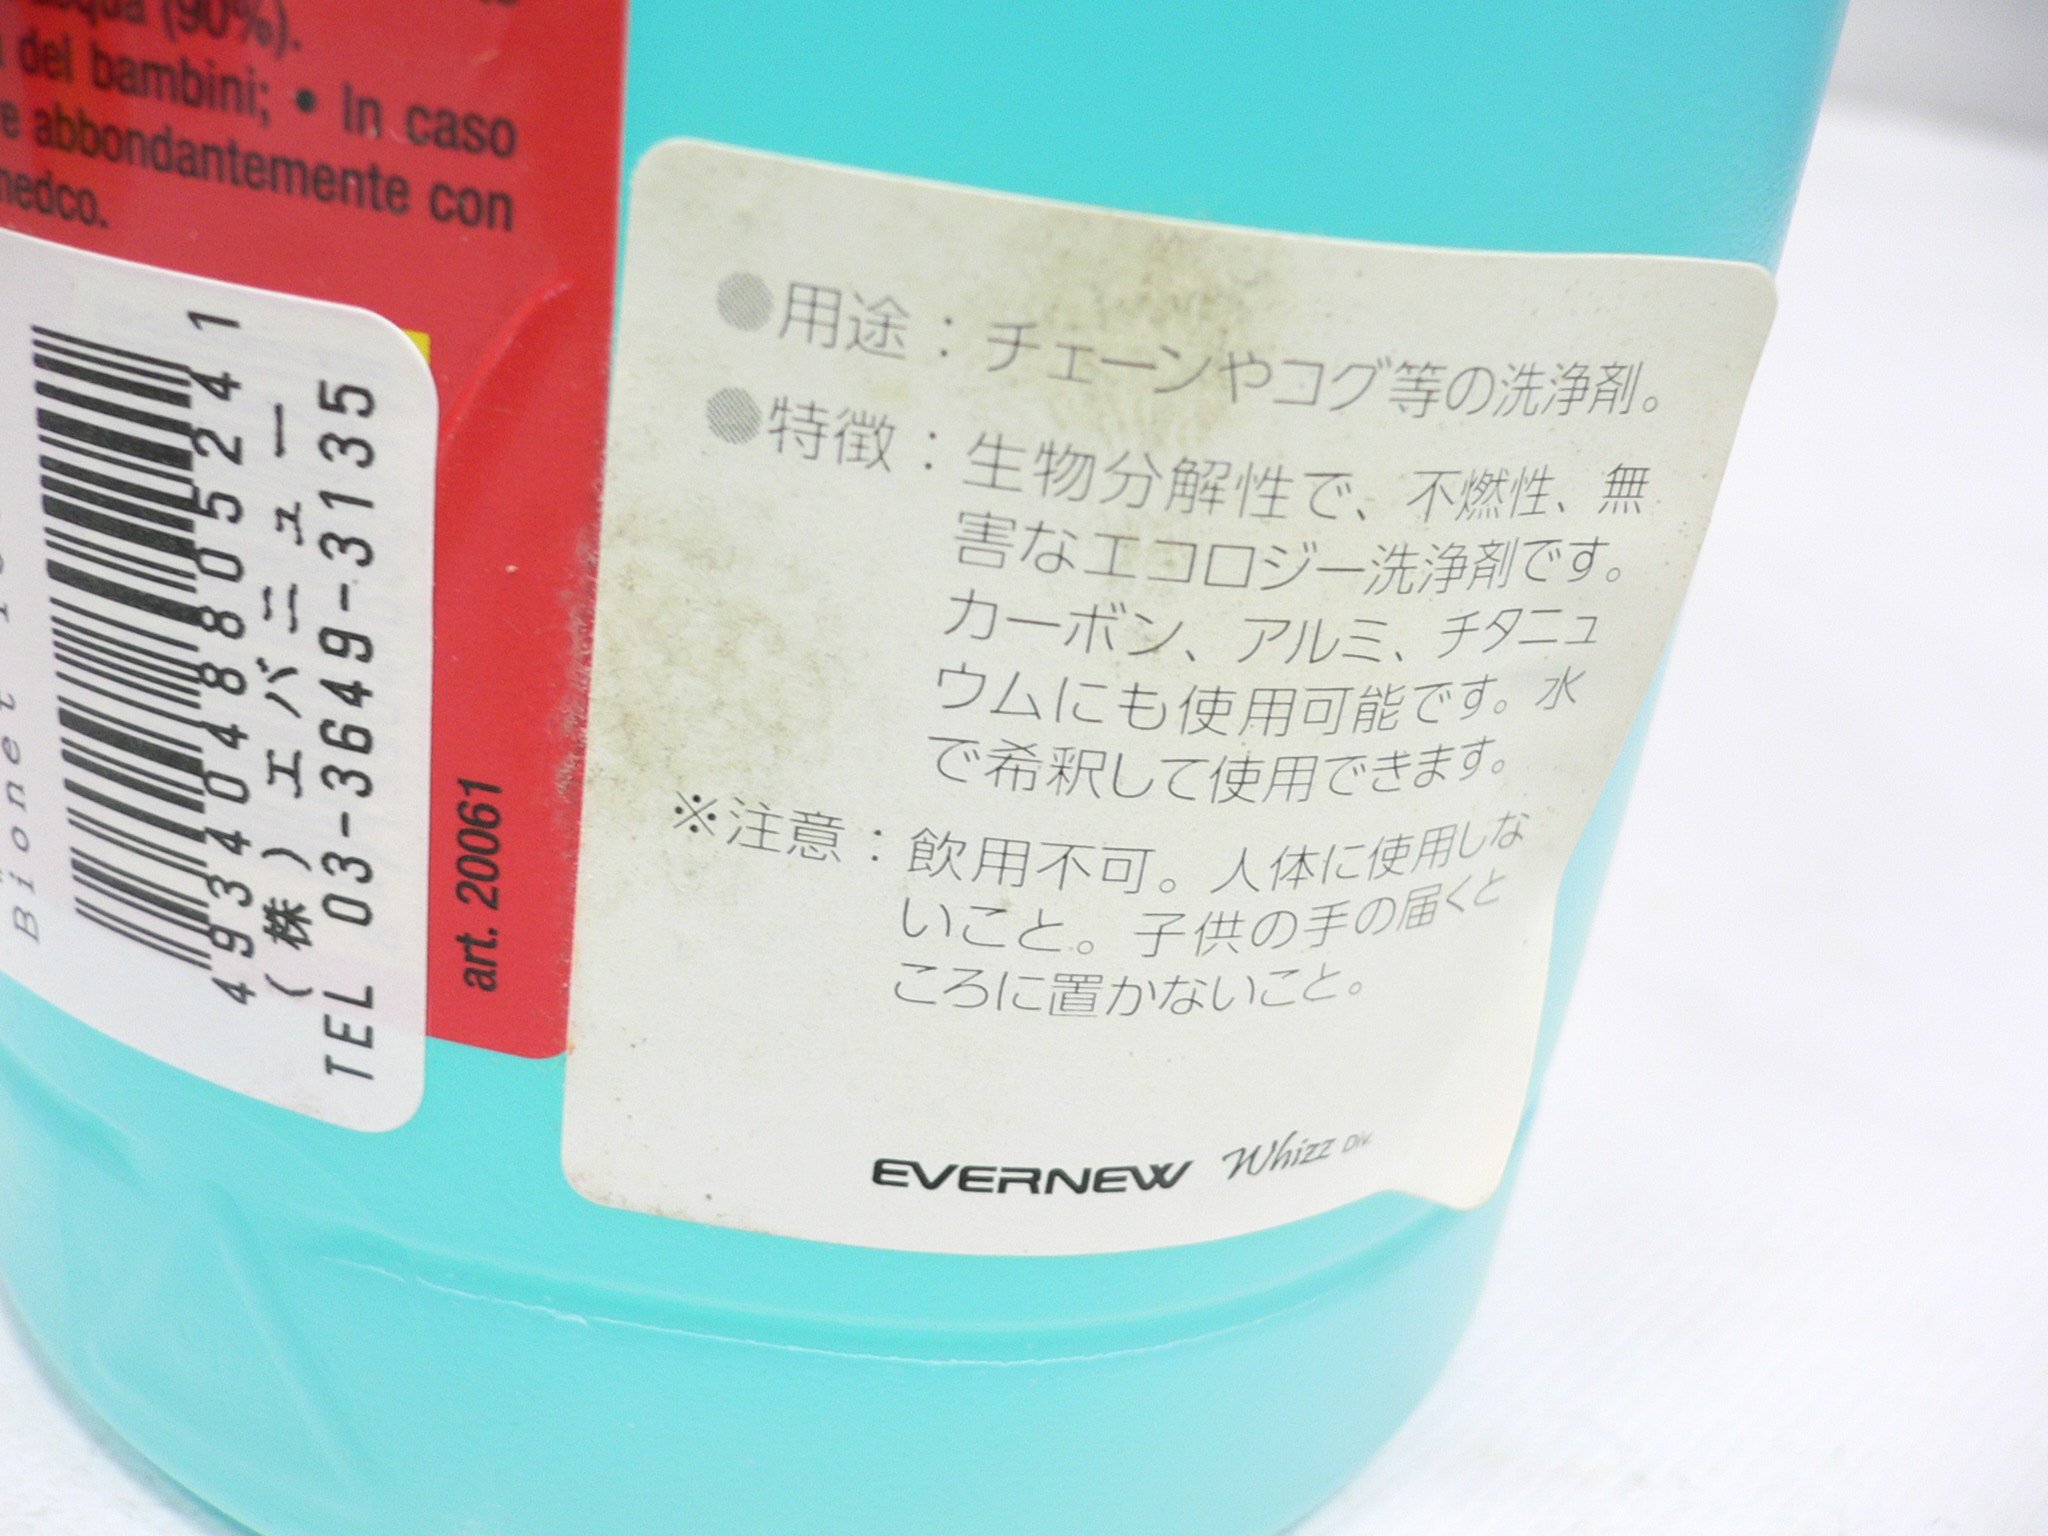 acqua (90%).
dei bambini; • In caso
abbondantemente con
medco.
art. 20061
Bionet
4934048805241
(株)エバニュー
TEL 03-3649-3135
●用途：チェーンやコグ等の洗浄剤。
●特徴：生物分解性で、不燃性、無
害なエコロジー洗浄剤です。
カーボン、アルミ、チタニュ
ウムにも使用可能です。水
で希釈して使用できます。
※注意：飲用不可。人体に使用しな
いこと。子供の手の届くと
ころに置かないこと。
EVERNEW Whizz Div.